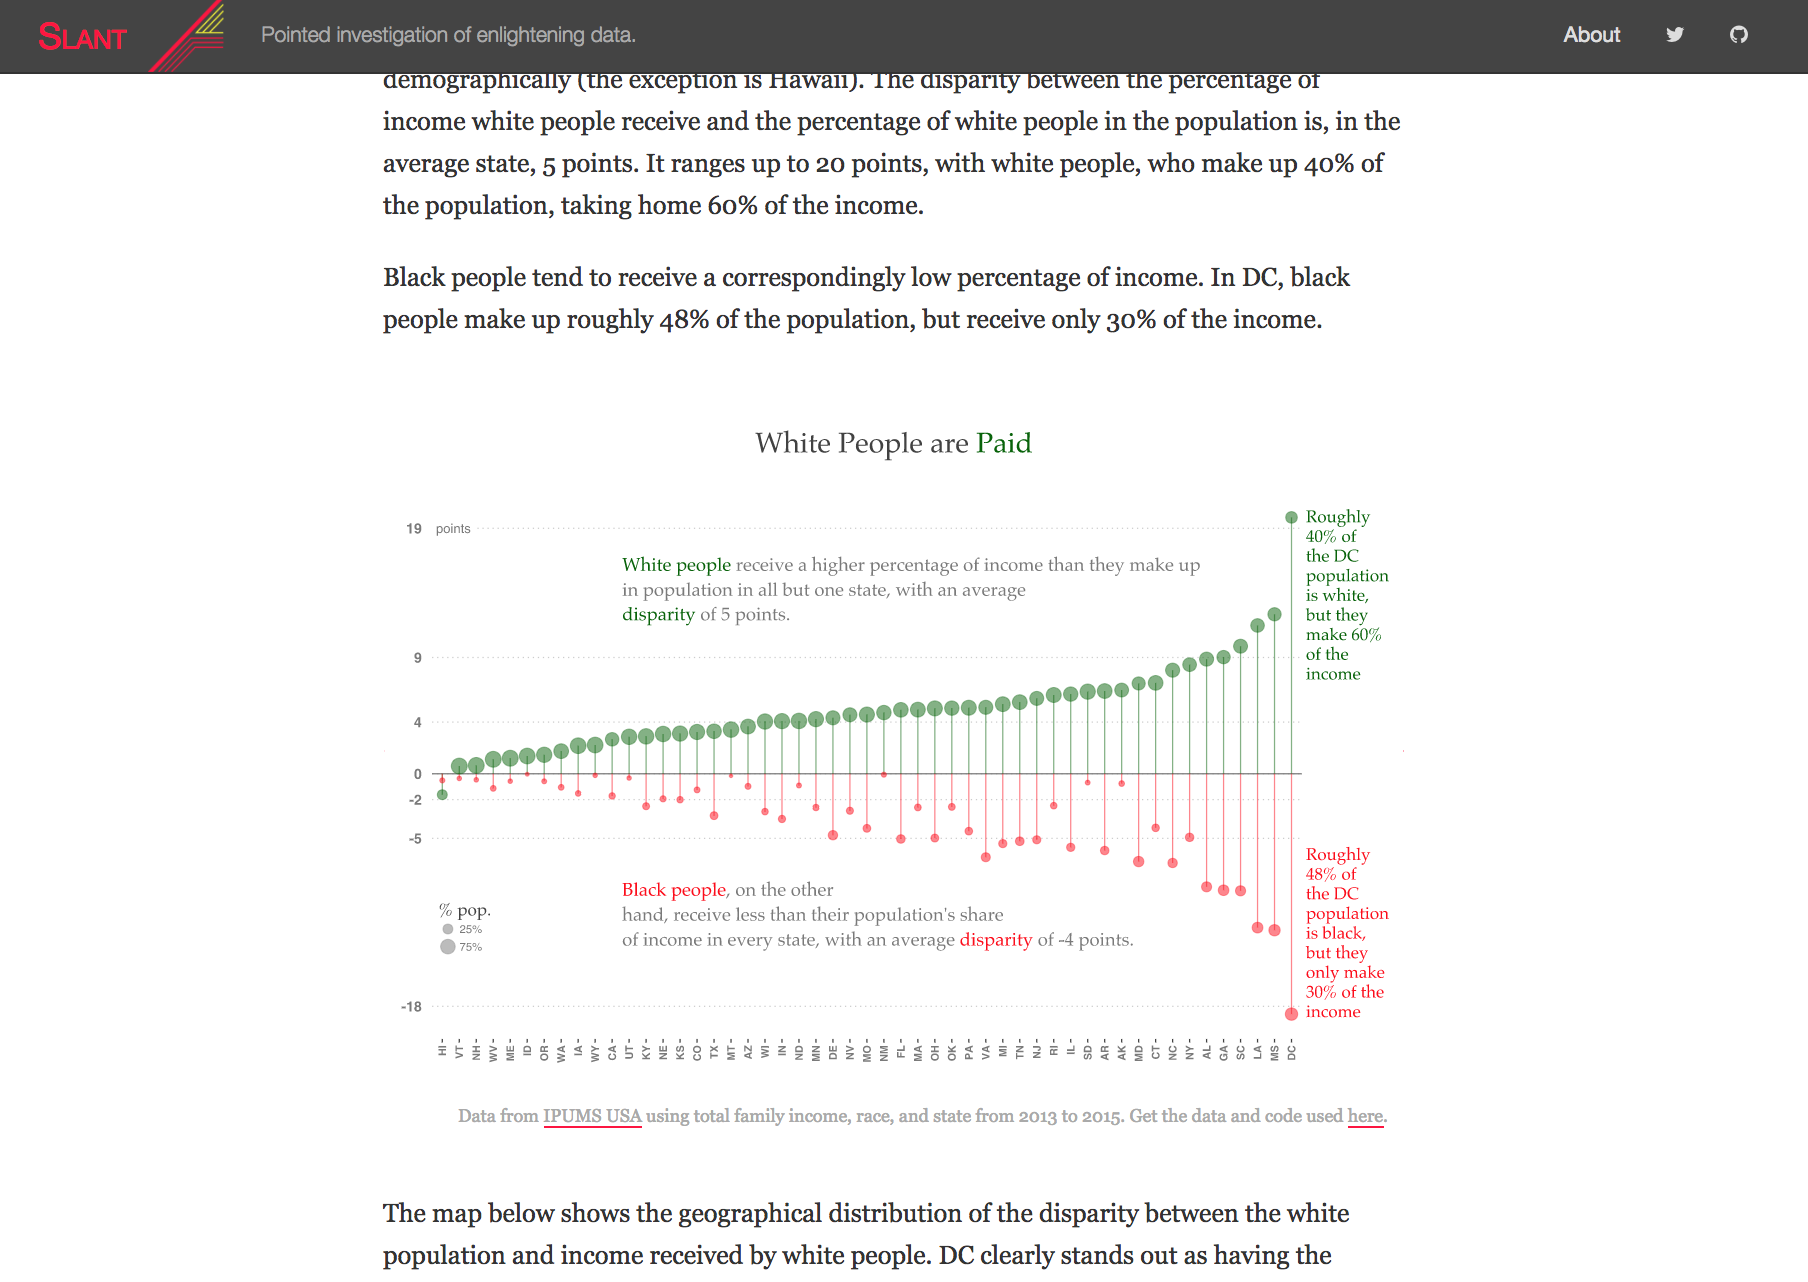 SLANT
Pointed investigation of enlightening data.
About
demographically (the exception is Hawaii). The disparity between the percentage of
income white people receive and the percentage of white people in the population is, in the
average state, 5 points. It ranges up to 20 points, with white people, who make up 40% of
the population, taking home 60% of the income.
Black people tend to receive a correspondingly low percentage of income. In DC, black
people make up roughly 48% of the population, but receive only 30% of the income.
White People are Paid
19 points
9
4
0
-2
-5
-18
White people receive a higher percentage of income than they make up
in population in all but one state, with an average
disparity of 5 points.
Roughly
40% of
the DC
population
is white,
but they
make 60%
of the
income
Black people, on the other
hand, receive less than their population's share
of income in every state, with an average disparity of -4 points.
Roughly
48% of
the DC
population
is black,
but they
only make
30% of the
income
% pop.
25%
75%
HI
VT
NH
WV
ME
ID
OR
WA
IA
WY
CA
UT
KY
NE
KS
CO
TX
MT
AZ
WI
IN
ND
MN
DE
NV
MO
NM
FL
MA
OH
OK
PA
VA
MI
TN
NJ
RI
IL
SD
AR
AK
MD
CT
NC
NY
AL
GA
SC
LA
MS
DC
Data from IPUMS USA using total family income, race, and state from 2013 to 2015. Get the data and code used here.
The map below shows the geographical distribution of the disparity between the white
population and income received by white people. DC clearly stands out as having the